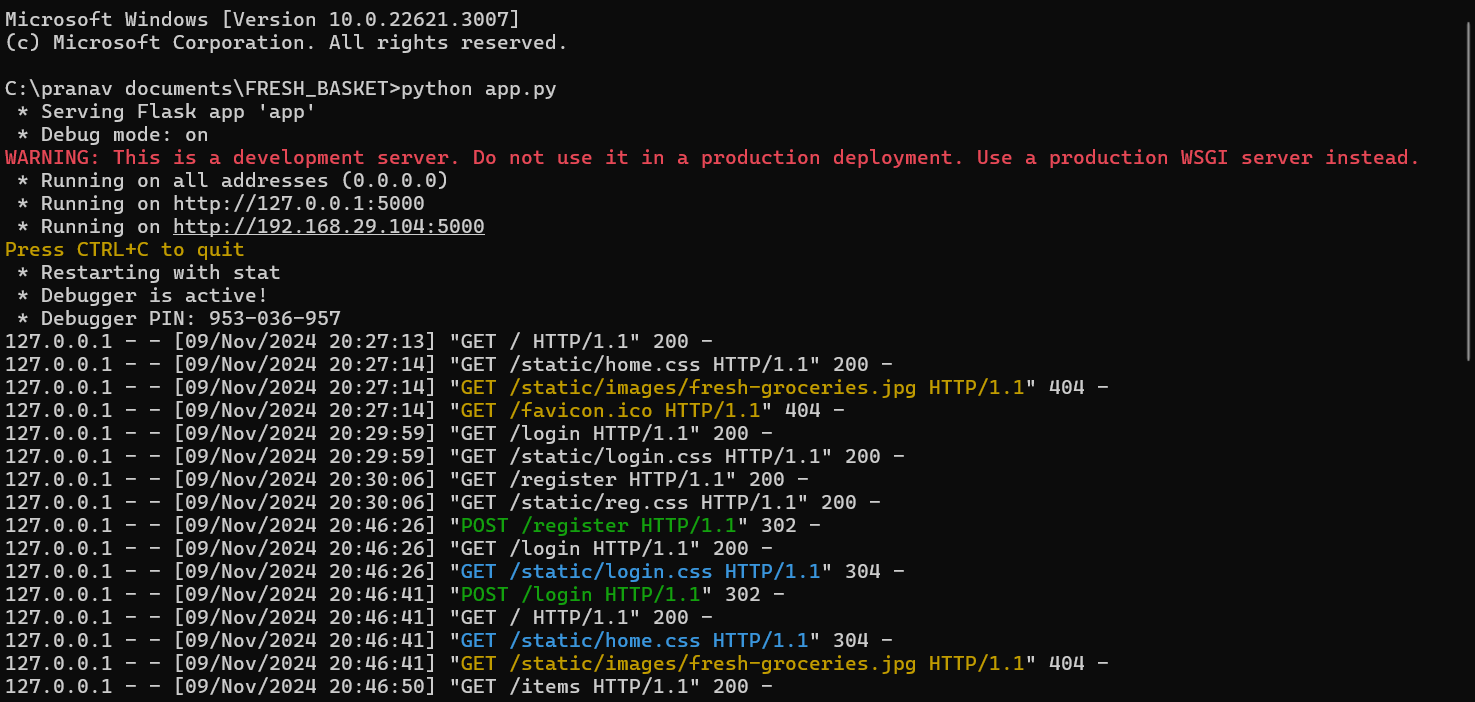 Microsoft Windows [Version 10.0.22621.3007]
(c) Microsoft Corporation. All rights reserved.

C:\pranav documents\FRESH_BASKET>python app.py
 * Serving Flask app 'app'
 * Debug mode: on
WARNING: This is a development server. Do not use it in a production deployment. Use a production WSGI server instead.
 * Running on all addresses (0.0.0.0)
 * Running on http://127.0.0.1:5000
 * Running on http://192.168.29.104:5000
Press CTRL+C to quit
 * Restarting with stat
 * Debugger is active!
 * Debugger PIN: 953-036-957
127.0.0.1 - - [09/Nov/2024 20:27:13] "GET / HTTP/1.1" 200 -
127.0.0.1 - - [09/Nov/2024 20:27:14] "GET /static/home.css HTTP/1.1" 200 -
127.0.0.1 - - [09/Nov/2024 20:27:14] "GET /static/images/fresh-groceries.jpg HTTP/1.1" 404 -
127.0.0.1 - - [09/Nov/2024 20:27:14] "GET /favicon.ico HTTP/1.1" 404 -
127.0.0.1 - - [09/Nov/2024 20:29:59] "GET /login HTTP/1.1" 200 -
127.0.0.1 - - [09/Nov/2024 20:29:59] "GET /static/login.css HTTP/1.1" 200 -
127.0.0.1 - - [09/Nov/2024 20:30:06] "GET /register HTTP/1.1" 200 -
127.0.0.1 - - [09/Nov/2024 20:30:06] "GET /static/reg.css HTTP/1.1" 200 -
127.0.0.1 - - [09/Nov/2024 20:46:26] "POST /register HTTP/1.1" 302 -
127.0.0.1 - - [09/Nov/2024 20:46:26] "GET /login HTTP/1.1" 200 -
127.0.0.1 - - [09/Nov/2024 20:46:26] "GET /static/login.css HTTP/1.1" 304 -
127.0.0.1 - - [09/Nov/2024 20:46:41] "POST /login HTTP/1.1" 302 -
127.0.0.1 - - [09/Nov/2024 20:46:41] "GET / HTTP/1.1" 200 -
127.0.0.1 - - [09/Nov/2024 20:46:41] "GET /static/home.css HTTP/1.1" 304 -
127.0.0.1 - - [09/Nov/2024 20:46:41] "GET /static/images/fresh-groceries.jpg HTTP/1.1" 404 -
127.0.0.1 - - [09/Nov/2024 20:46:50] "GET /items HTTP/1.1" 200 -